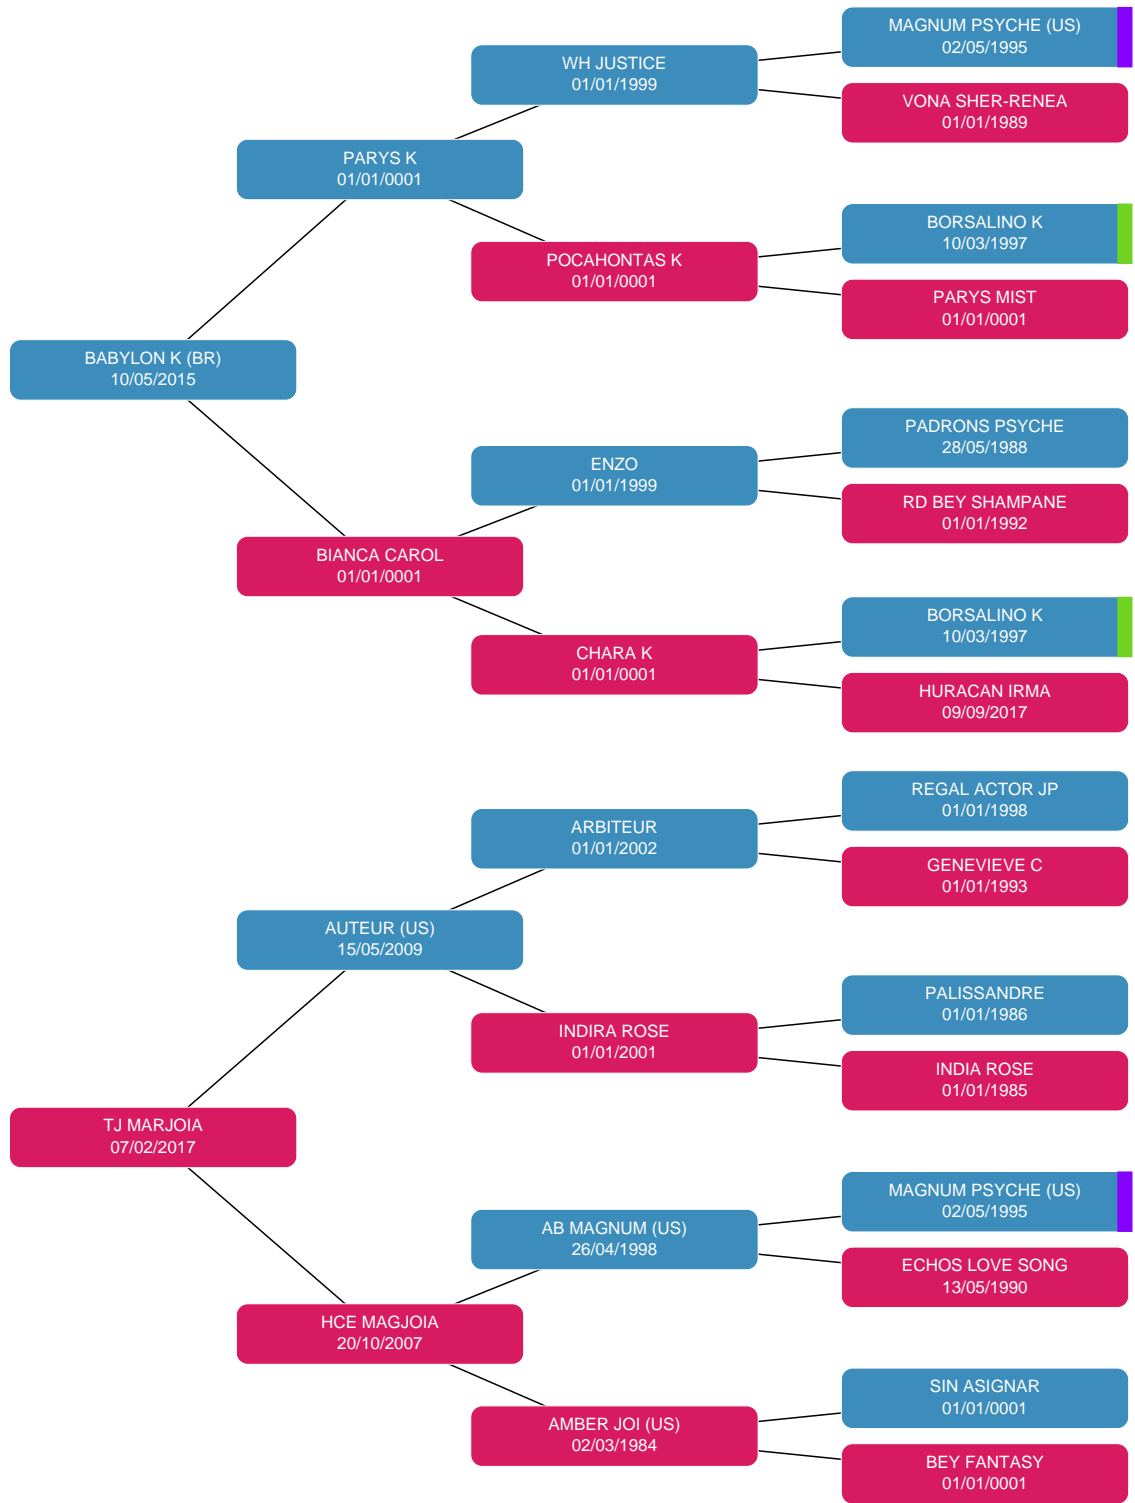 MAGNUM PSYCHE (US)
02/05/1995
WH JUSTICE
01/01/1999
VONA SHER-RENEA
01/01/1989
PARYS K
01/01/0001
BORSALINO K
10/03/1997
POCAHONTAS K
01/01/0001
PARYS MIST
01/01/0001
BABYLON K (BR)
10/05/2015
PADRONS PSYCHE
28/05/1988
ENZO
01/01/1999
RD BEY SHAMPANE
01/01/1992
BIANCA CAROL
01/01/0001
BORSALINO K
10/03/1997
CHARA K
01/01/0001
HURACAN IRMA
09/09/2017
REGAL ACTOR JP
01/01/1998
ARBITEUR
01/01/2002
GENEVIEVE C
01/01/1993
AUTEUR (US)
15/05/2009
PALISSANDRE
01/01/1986
INDIRA ROSE
01/01/2001
INDIA ROSE
01/01/1985
TJ MARJOIA
07/02/2017
MAGNUM PSYCHE (US)
02/05/1995
AB MAGNUM (US)
26/04/1998
ECHOS LOVE SONG
13/05/1990
HCE MAGJOIA
20/10/2007
SIN ASIGNAR
01/01/0001
AMBER JOI (US)
02/03/1984
BEY FANTASY
01/01/0001